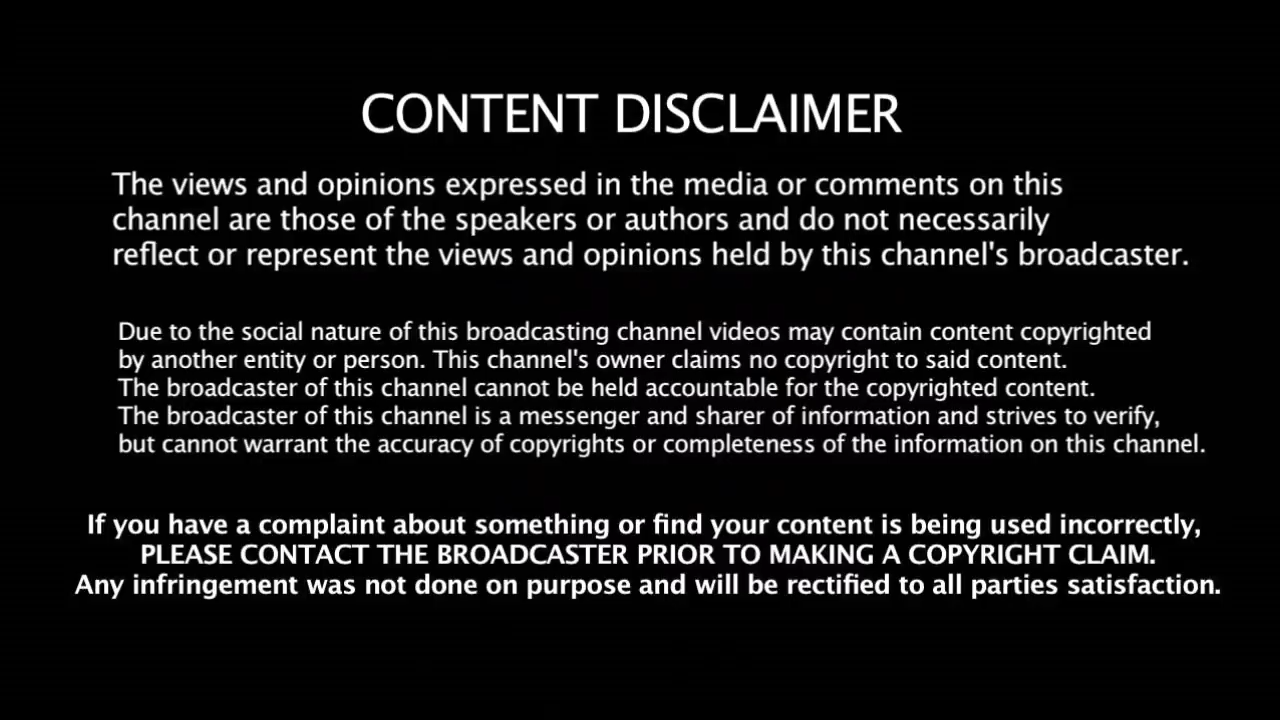 CONTENT DISCLAIMER
The views and opinions expressed in the media or comments on this
channel are those of the speakers or authors and do not necessarily
reflect or represent the views and opinions held by this channel's broadcaster.
Due to the social nature of this broadcasting channel videos may contain content copyrighted
by another entity or person. This channel's owner claims no copyright to said content.
The broadcaster of this channel cannot be held accountable for the copyrighted content.
The broadcaster of this channel is a messenger and sharer of information and strives to verify,
but cannot warrant the accuracy of copyrights or completeness of the information on this channel.
If you have a complaint about something or find your content is being used incorrectly,
PLEASE CONTACT THE BROADCASTER PRIOR TO MAKING A COPYRIGHT CLAIM.
Any infringement was not done on purpose and will be rectified to all parties satisfaction.